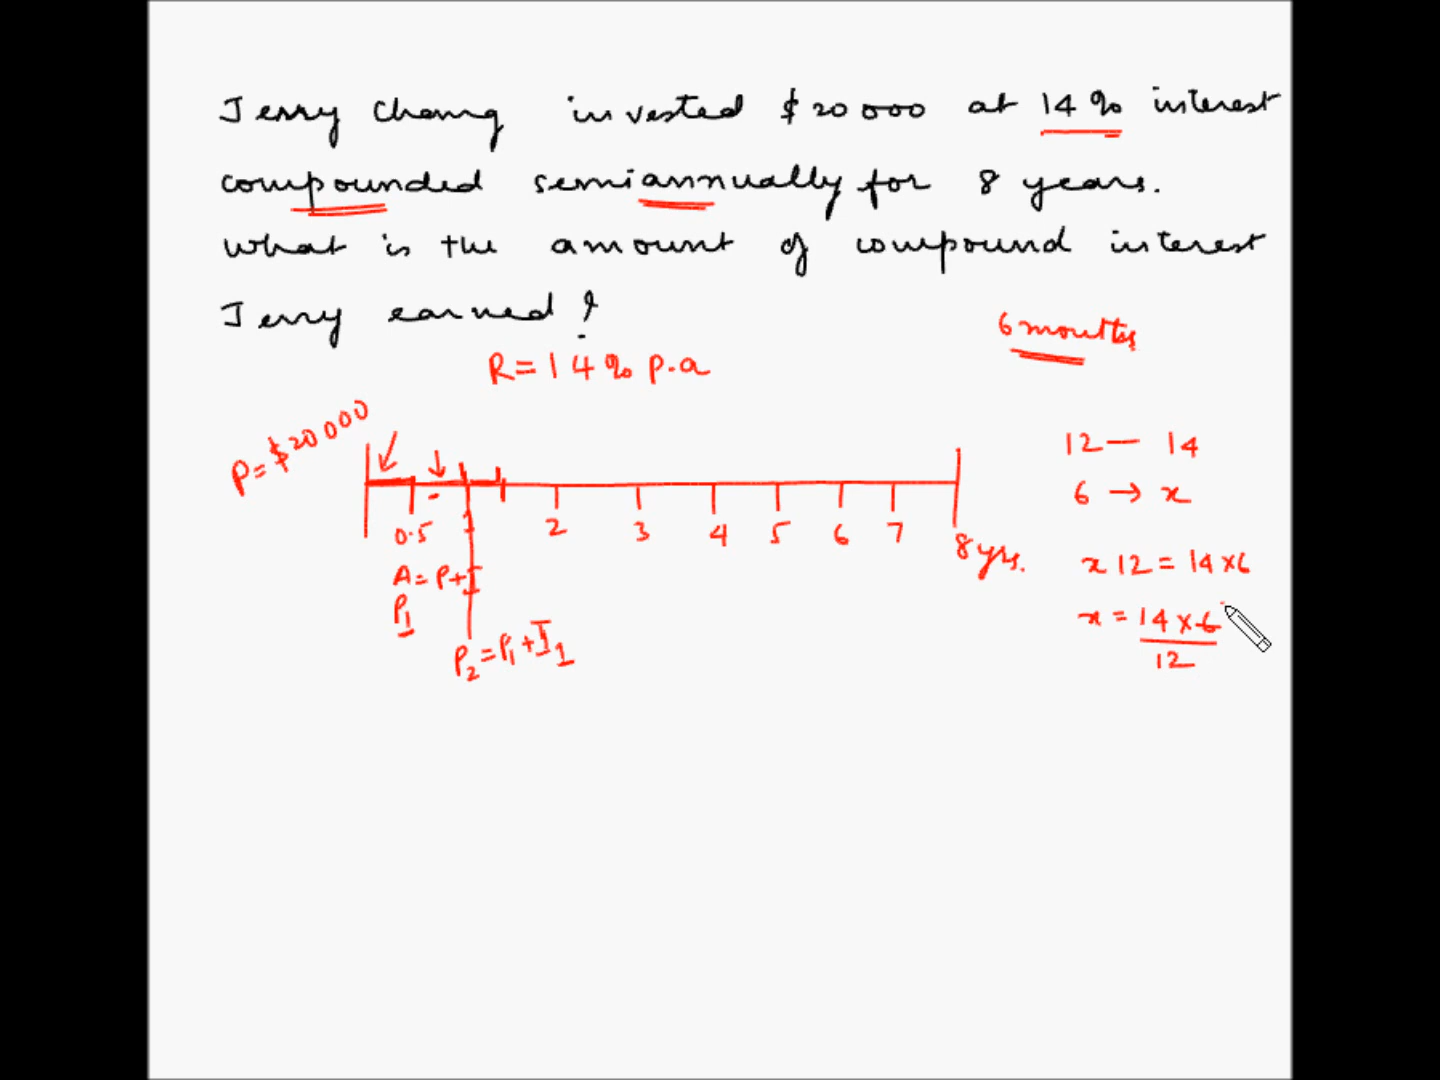 Jerry Chang invested $20000 at 14% interest
compounded semiannually for 8 years.
What is the amount of compound interest
Jerry earned?
6 months
R=14% p.a
P=$20000
12— 14
6 → x
0.5 1 2 3 4 5 6 7 8 yrs.
x 12 = 14×6
A=P+I
P1
x = 14×6
12
P2=P1+I1